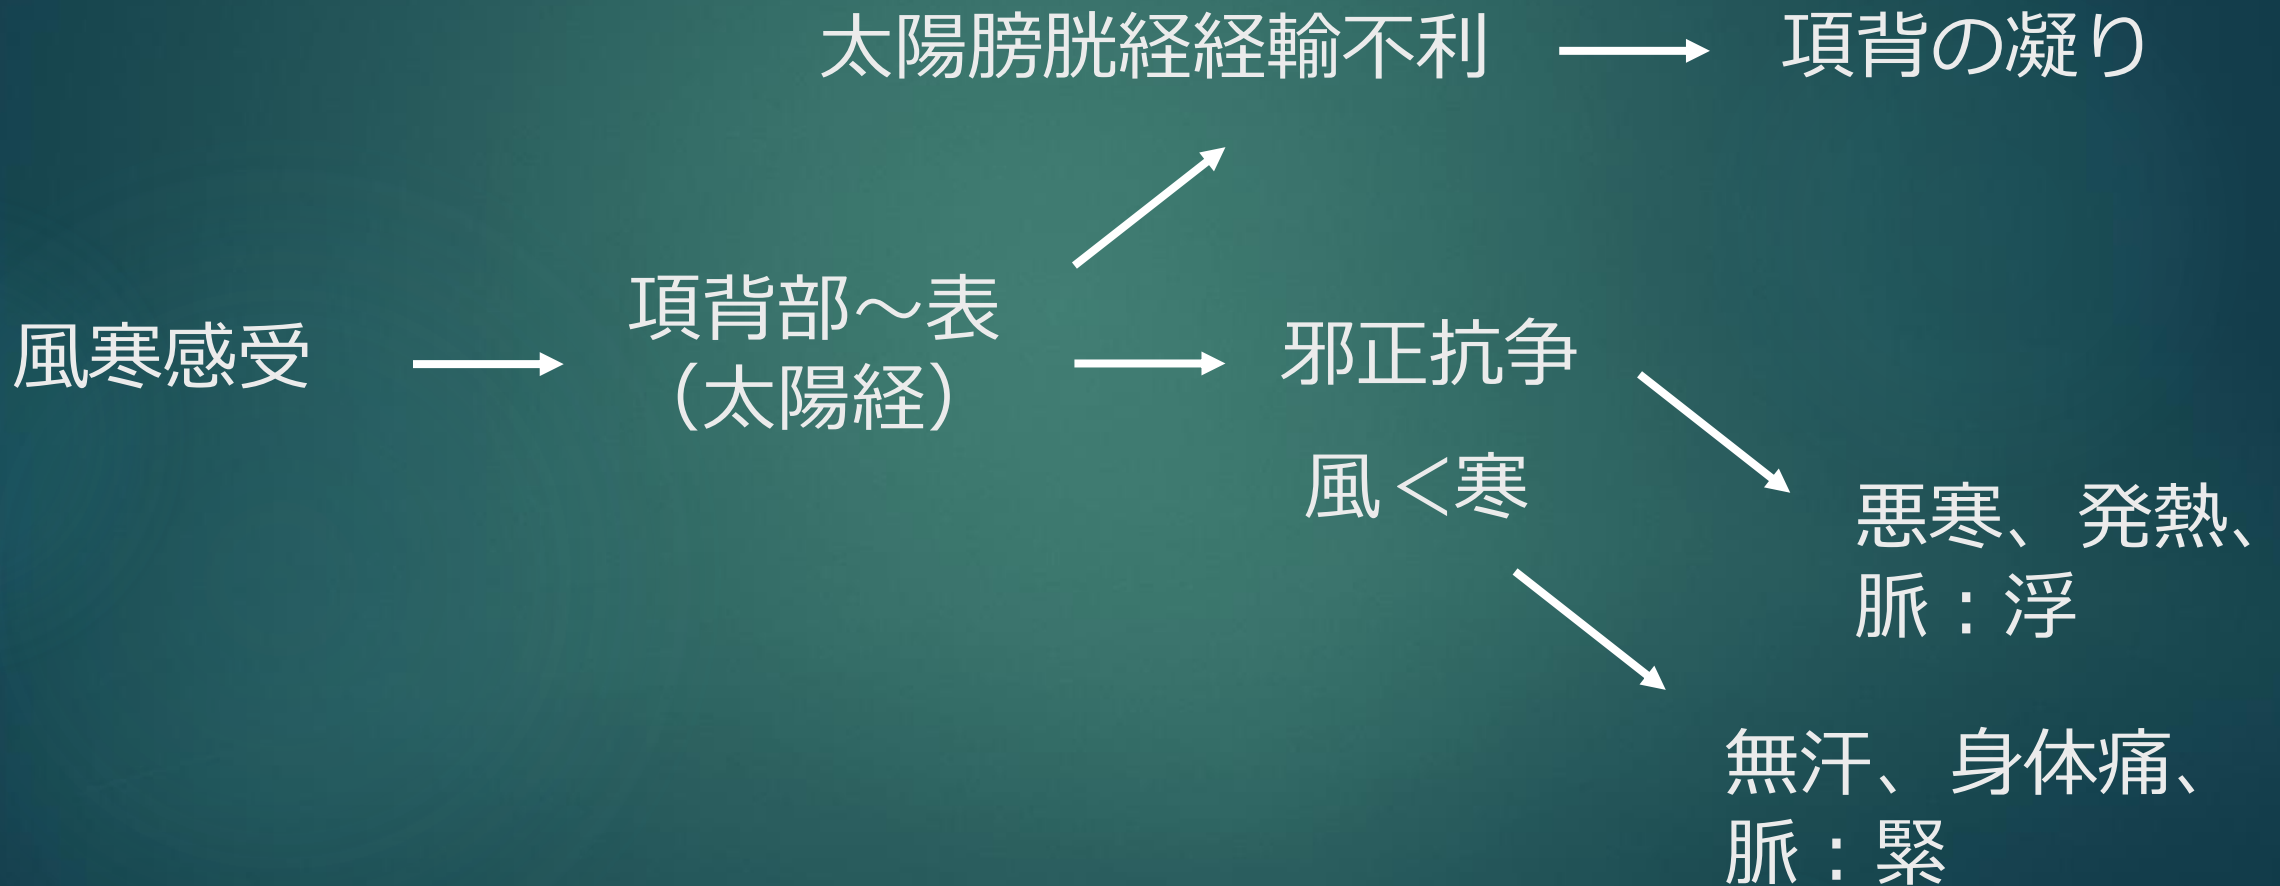 太陽膀胱経経輸不利
項背の凝り
風寒感受
項背部～表
（太陽経）
邪正抗争
風＜寒
悪寒、発熱、
脈：浮
無汗、身体痛、
脈：緊